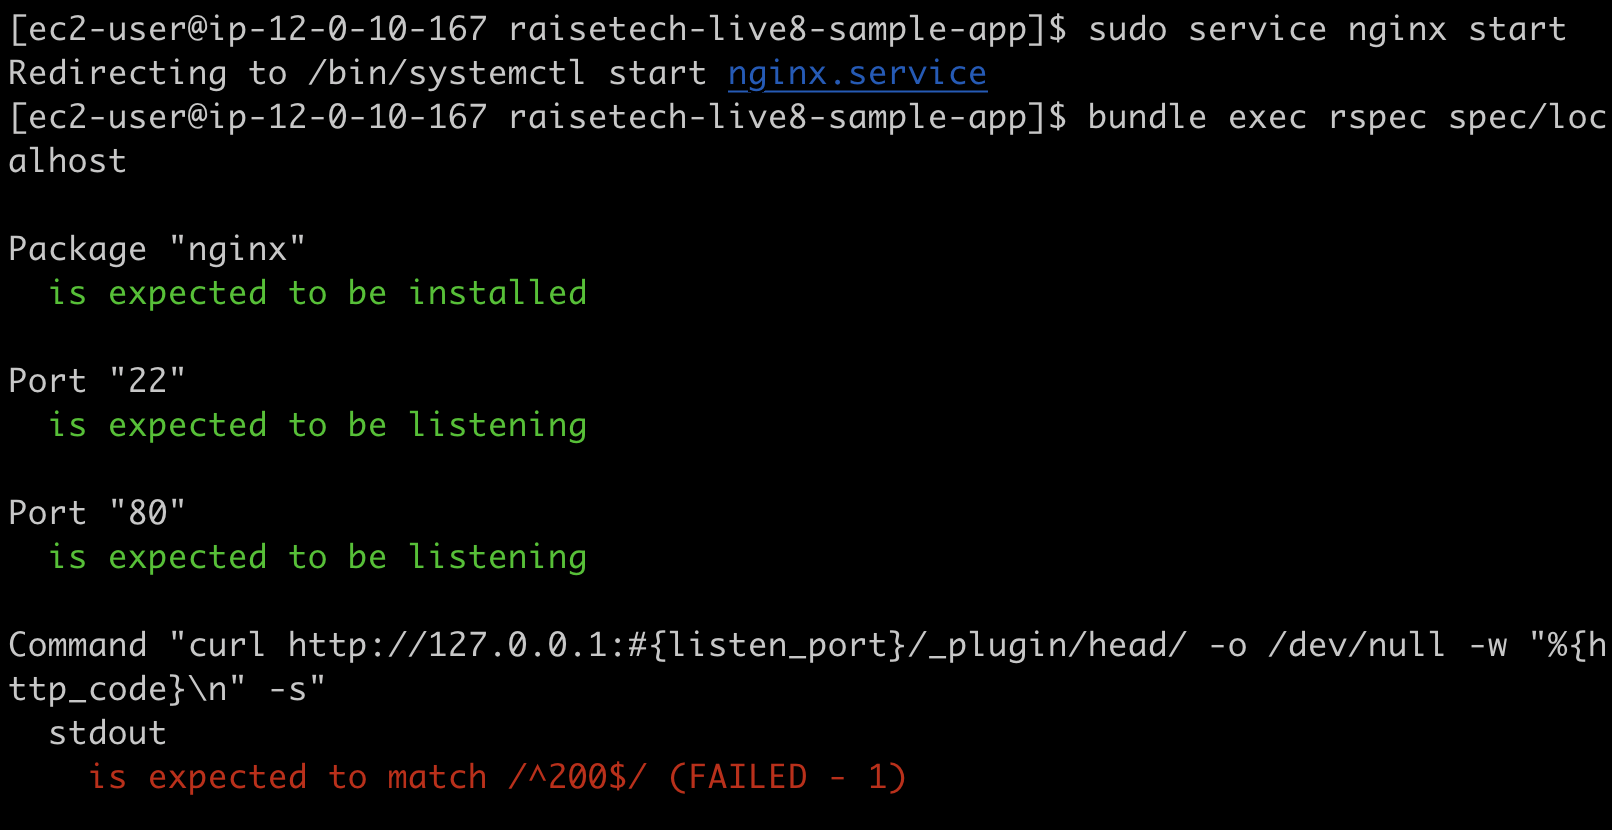 [ec2-user@ip-12-0-10-167 raisetech-live8-sample-app]$ sudo service nginx start
Redirecting to /bin/systemctl start nginx.service
[ec2-user@ip-12-0-10-167 raisetech-live8-sample-app]$ bundle exec rspec spec/loc
alhost
Package "nginx"
is expected to be installed
Port "22"
is expected to be listening
Port "80"
is expected to be listening
Command "curl http://127.0.0.1:#{listen_port}/_plugin/head/ -o /dev/null -w "%{h
ttp_code}\n" -s"
stdout
is expected to match /^200$/ (FAILED - 1)